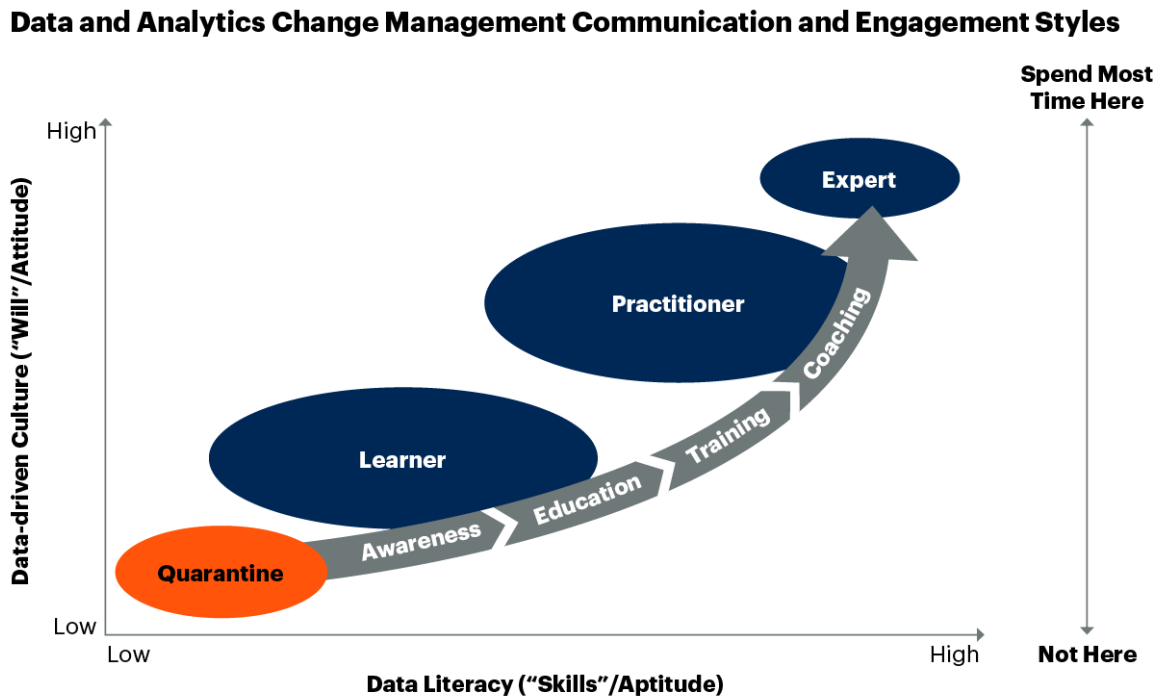 Data and Analytics Change Management Communication and Engagement Styles
Spend Most
Time Here
High
Expert
Practitioner
Coaching
Training
Learner
Education
Awareness
Quarantine
Data-driven Culture (“Will”/Attitude)
Low
Low
High
Not Here
Data Literacy (“Skills”/Aptitude)